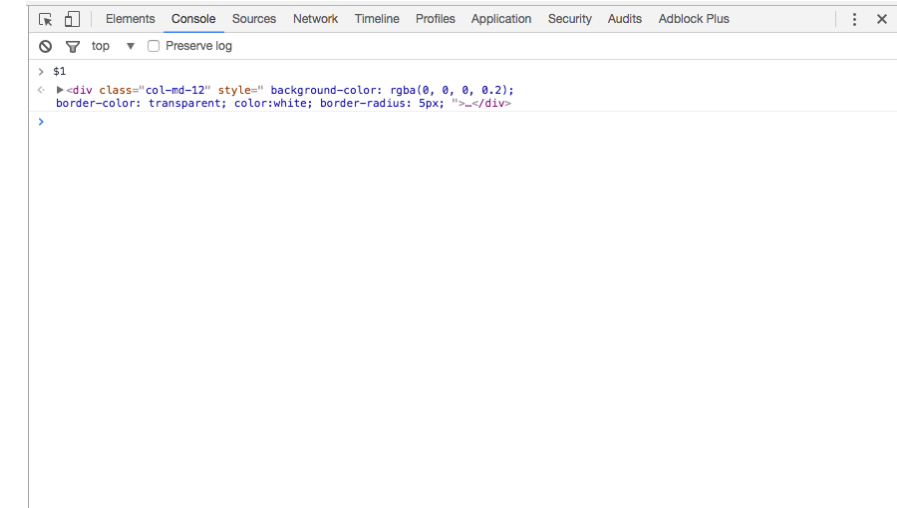 Elements Console Sources Network Timeline Profiles Application Security Audits Adblock Plus
top Preserve log
> $1
<div class="col-md-12" style=" background-color: rgba(0, 0, 0, 0.2);
border-color: transparent; color:white; border-radius: 5px; ">…</div>
>